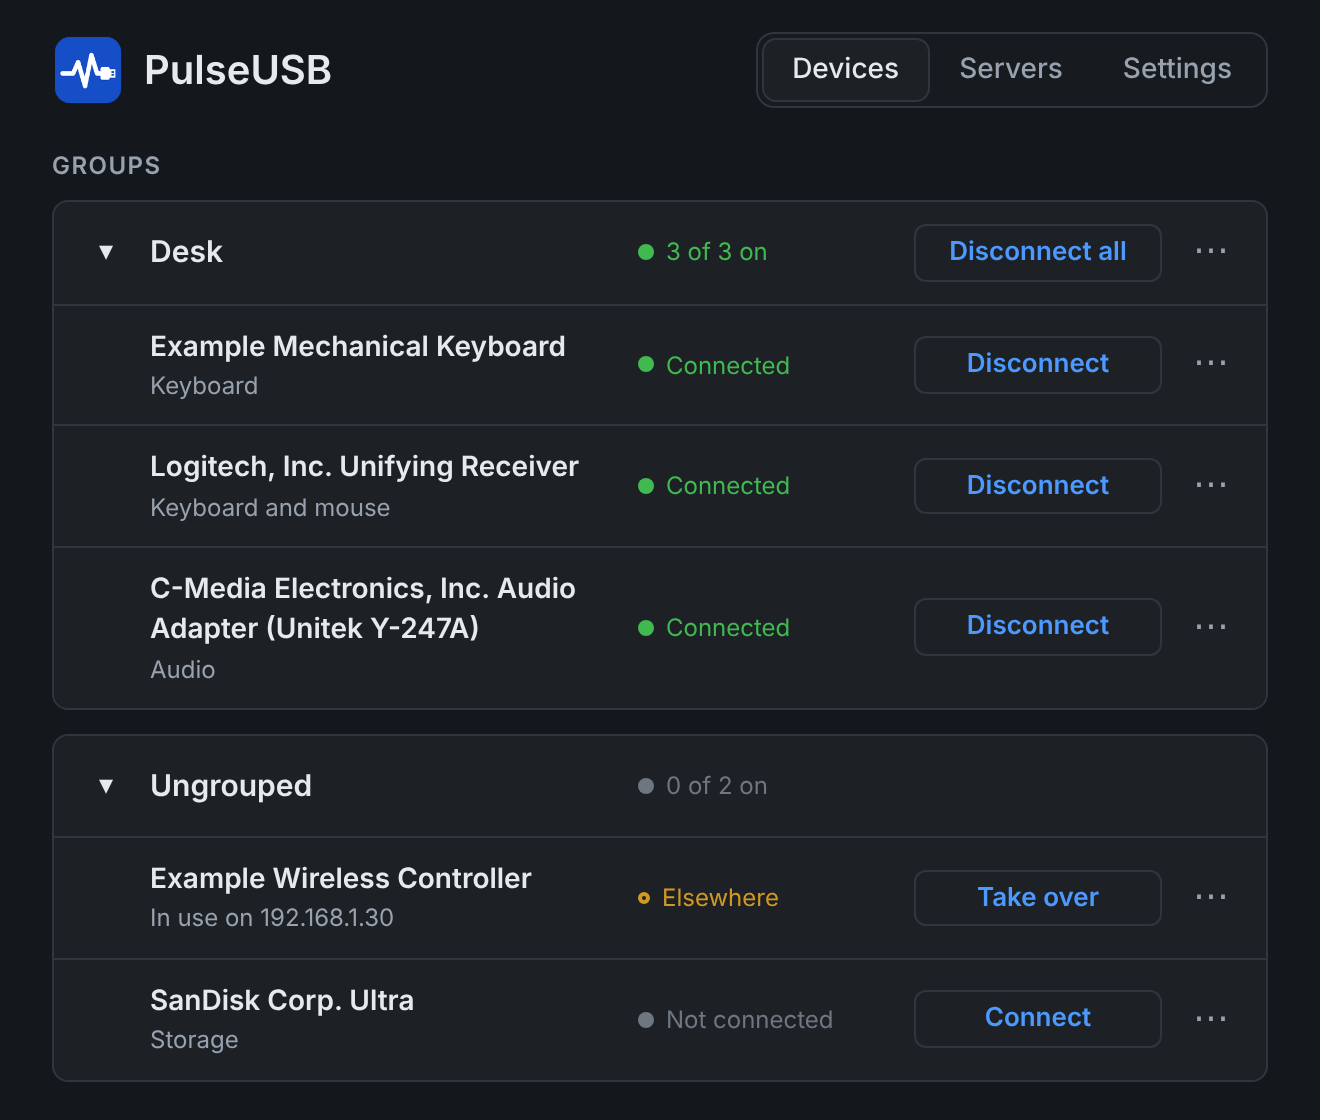 PulseUSB
Devices
Servers
Settings
GROUPS
▼ Desk
3 of 3 on
Disconnect all
···
Example Mechanical Keyboard
Keyboard
Connected
Disconnect
···
Logitech, Inc. Unifying Receiver
Keyboard and mouse
Connected
Disconnect
···
C-Media Electronics, Inc. Audio
Adapter (Unitek Y-247A)
Audio
Connected
Disconnect
···
▼ Ungrouped
0 of 2 on
Example Wireless Controller
In use on 192.168.1.30
Elsewhere
Take over
···
SanDisk Corp. Ultra
Storage
Not connected
Connect
···